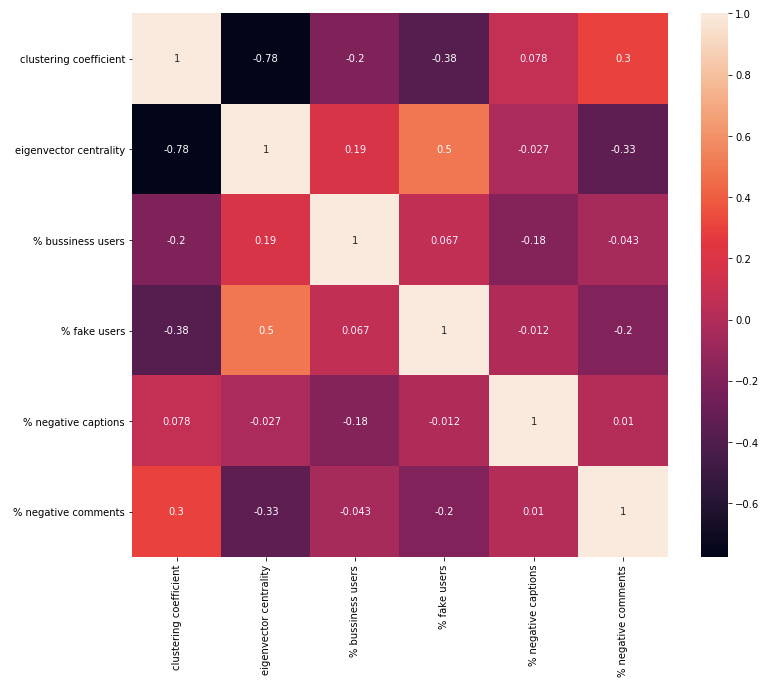 clustering coefficient 1 -0.78 -0.2 -0.38 0.078 0.3
eigenvector centrality -0.78 1 0.19 0.5 -0.027 -0.33
% bussiness users -0.2 0.19 1 0.067 -0.18 -0.043
% fake users -0.38 0.5 0.067 1 -0.012 -0.2
% negative captions 0.078 -0.027 -0.18 -0.012 1 0.01
% negative comments 0.3 -0.33 -0.043 -0.2 0.01 1
clustering coefficient
eigenvector centrality
% bussiness users
% fake users
% negative captions
% negative comments
1.0
0.8
0.6
0.4
0.2
0.0
−0.2
−0.4
−0.6